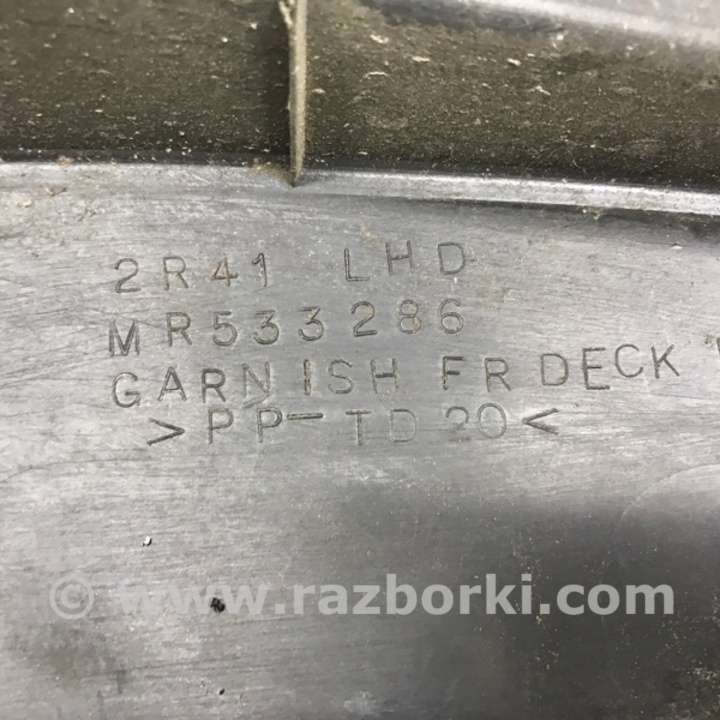 2R41 LHD
MR533286
GARNISH FR DECK
>PP-TD20<
© www.razborki.com